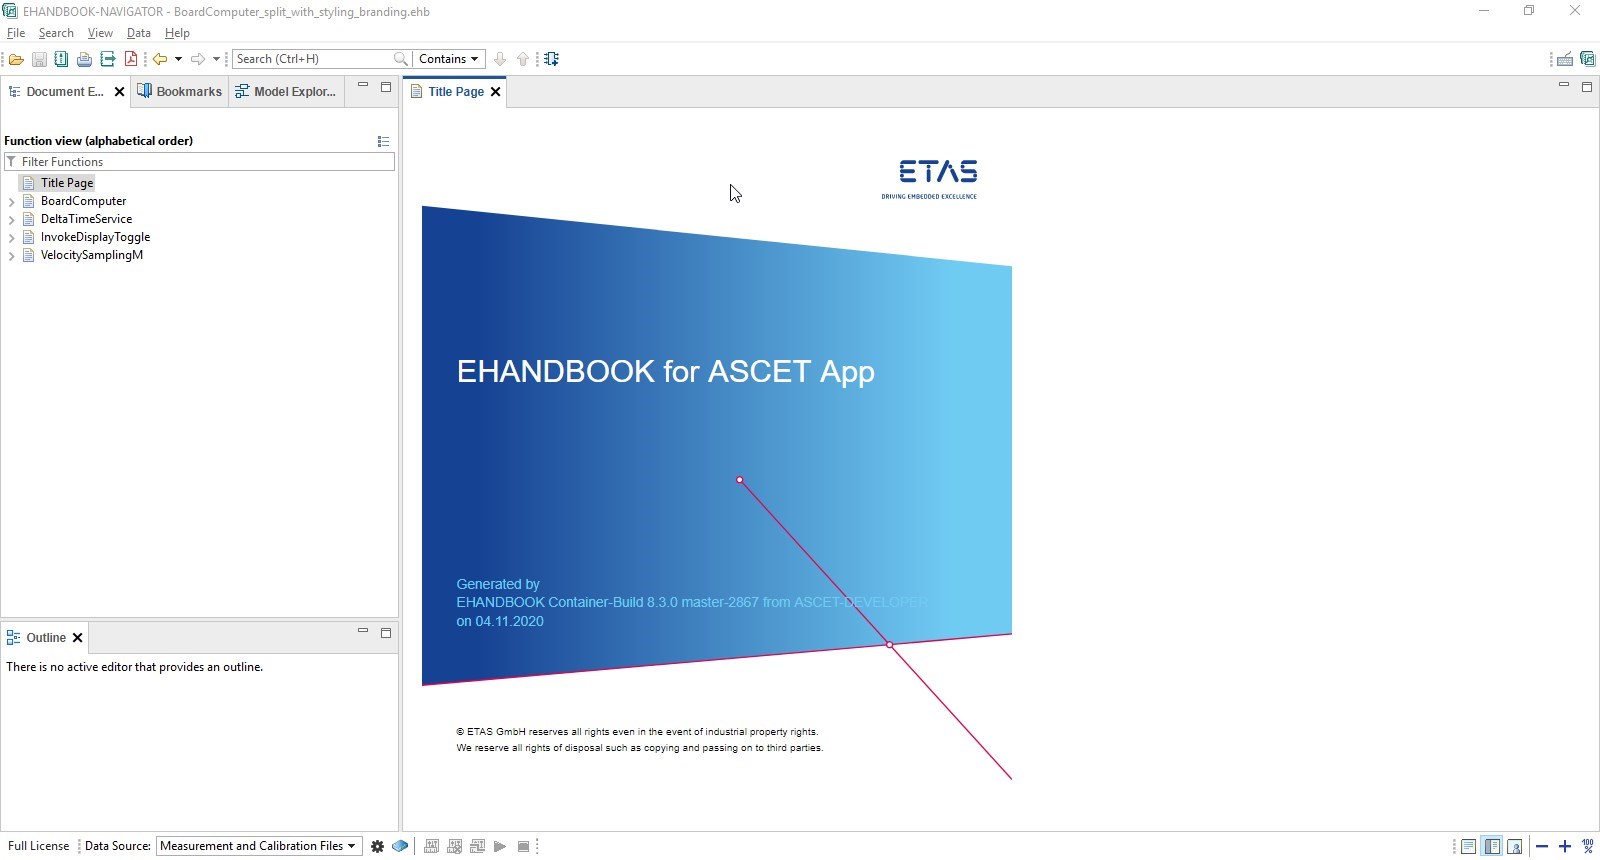 EHANDBOOK-NAVIGATOR - BoardComputer_split_with_styling_branding.ehb
File Search View Data Help
Search (Ctrl+H) Contains
Document E... Bookmarks Model Explor... Title Page
Function view (alphabetical order)
Filter Functions
Title Page
BoardComputer
DeltaTimeService
InvokeDisplayToggle
VelocitySamplingM
ETAS
DRIVING EMBEDDED EXCELLENCE
EHANDBOOK for ASCET App
Generated by
EHANDBOOK Container-Build 8.3.0 master-2867 from ASCET-DEVELOPER
on 04.11.2020
Outline
There is no active editor that provides an outline.
© ETAS GmbH reserves all rights even in the event of industrial property rights.
We reserve all rights of disposal such as copying and passing on to third parties.
Full License Data Source: Measurement and Calibration Files 100 %